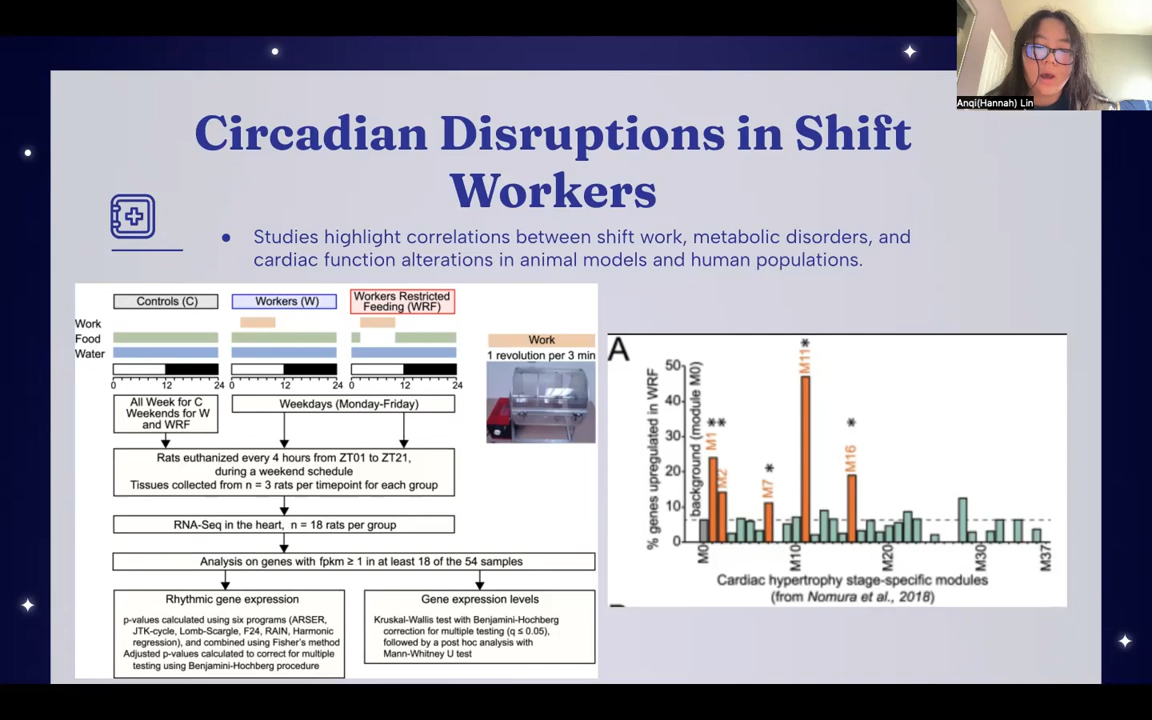 Anqi(Hannah) Lin
Circadian Disruptions in Shift
Workers
● Studies highlight correlations between shift work, metabolic disorders, and
cardiac function alterations in animal models and human populations.
Controls (C)
Workers (W)
Workers Restricted
Feeding (WRF)
Work
Food
Water
0 12 24
0 12 24
0 12 24
Work
1 revolution per 3 min
All Week for C
Weekends for W
and WRF
Weekdays (Monday-Friday)
Rats euthanized every 4 hours from ZT01 to ZT21,
during a weekend schedule
Tissues collected from n = 3 rats per timepoint for each group
RNA-Seq in the heart, n = 18 rats per group
Analysis on genes with fpkm ≥ 1 in at least 18 of the 54 samples
Rhythmic gene expression
p-values calculated using six programs (ARSER,
JTK-cycle, Lomb-Scargle, F24, RAIN, Harmonic
regression), and combined using Fisher's method
Adjusted p-values calculated to correct for multiple
testing using Benjamini-Hochberg procedure
Gene expression levels
Kruskal-Wallis test with Benjamini-Hochberg
correction for multiple testing (q ≤ 0.05),
followed by a post hoc analysis with
Mann-Whitney U test
A
% genes upregulated in WRF
background (module M0)
50
40
30
20
10
0
M1 *
M2 *
M7 *
M11 *
M16 *
M0
M10
M20
M30
M37
Cardiac hypertrophy stage-specific modules
(from Nomura et al., 2018)